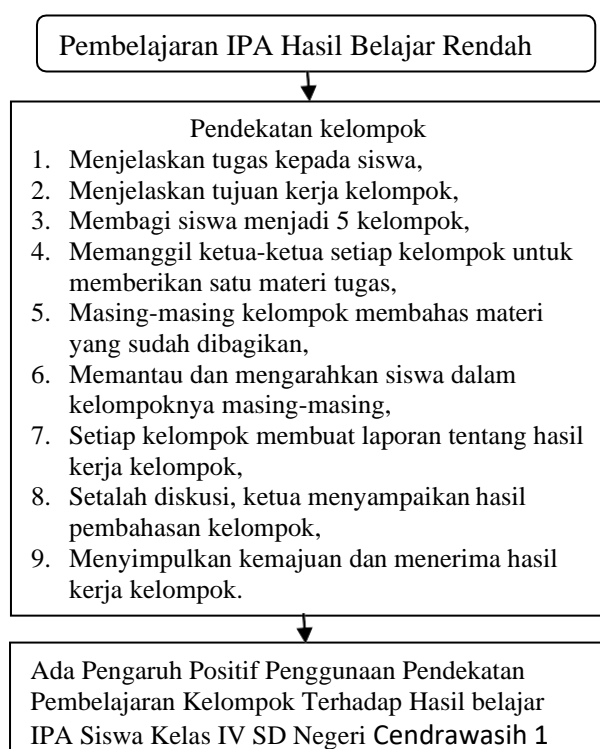 Pembelajaran IPA Hasil Belajar Rendah
Pendekatan kelompok
1. Menjelaskan tugas kepada siswa,
2. Menjelaskan tujuan kerja kelompok,
3. Membagi siswa menjadi 5 kelompok,
4. Memanggil ketua-ketua setiap kelompok untuk
memberikan satu materi tugas,
5. Masing-masing kelompok membahas materi
yang sudah dibagikan,
6. Memantau dan mengarahkan siswa dalam
kelompoknya masing-masing,
7. Setiap kelompok membuat laporan tentang hasil
kerja kelompok,
8. Setalah diskusi, ketua menyampaikan hasil
pembahasan kelompok,
9. Menyimpulkan kemajuan dan menerima hasil
kerja kelompok.
Ada Pengaruh Positif Penggunaan Pendekatan
Pembelajaran Kelompok Terhadap Hasil belajar
IPA Siswa Kelas IV SD Negeri Cendrawasih 1